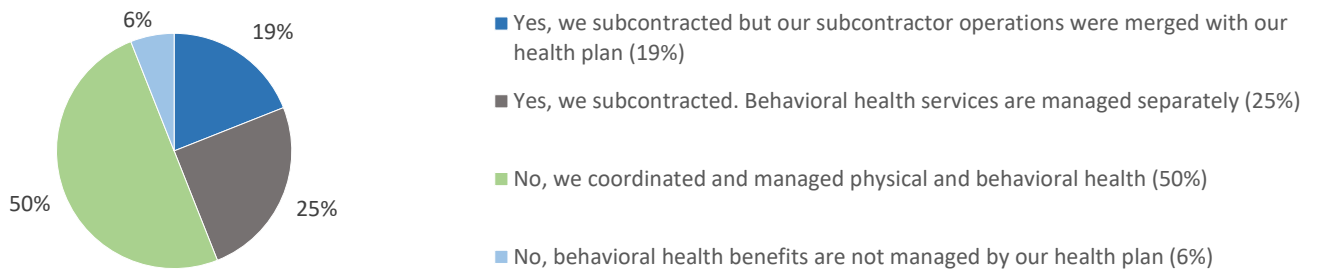 6%
19%
50%
25%
Yes, we subcontracted but our subcontractor operations were merged with our
health plan (19%)
Yes, we subcontracted. Behavioral health services are managed separately (25%)
No, we coordinated and managed physical and behavioral health (50%)
No, behavioral health benefits are not managed by our health plan (6%)